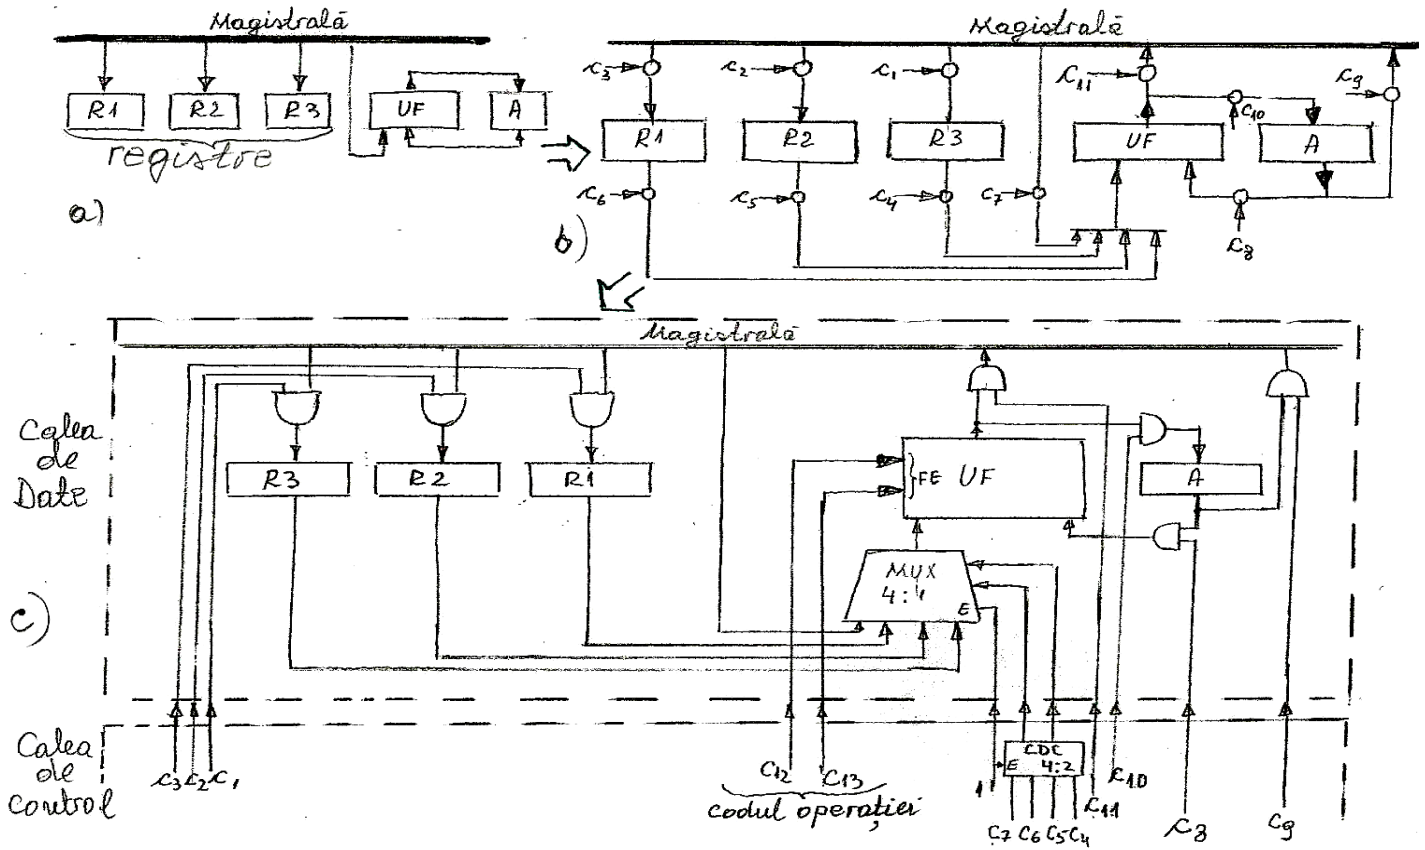 Magistrală
R1 R2 R3 UF A
registre
a)
Magistrală
c3 c2 c1 c11 c10 c9
R1 R2 R3 UF A
c6 c5 c4 c7 c8
b)
Magistrală
Calea
de
Date
R3 R2 R1 FE UF A
MUX
4:1
E
c)
Calea
de
control
c3 c2 c1
c12 c13
codul operației
1
CDC
E 4:2
c7 c6 c5 c4
c11
c10
c8
c9